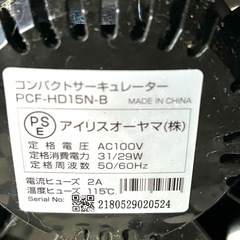 コンパクトサーキュレーター
PCF-HD15N-B
MADE IN CHINA
PS
E
アイリスオーヤマ(株)
定格電圧 AC100V
定格消費電力 31/29W
定格周波数 50/60Hz
電流ヒューズ 2A
温度ヒューズ 115℃
Serial No:
2180529020524